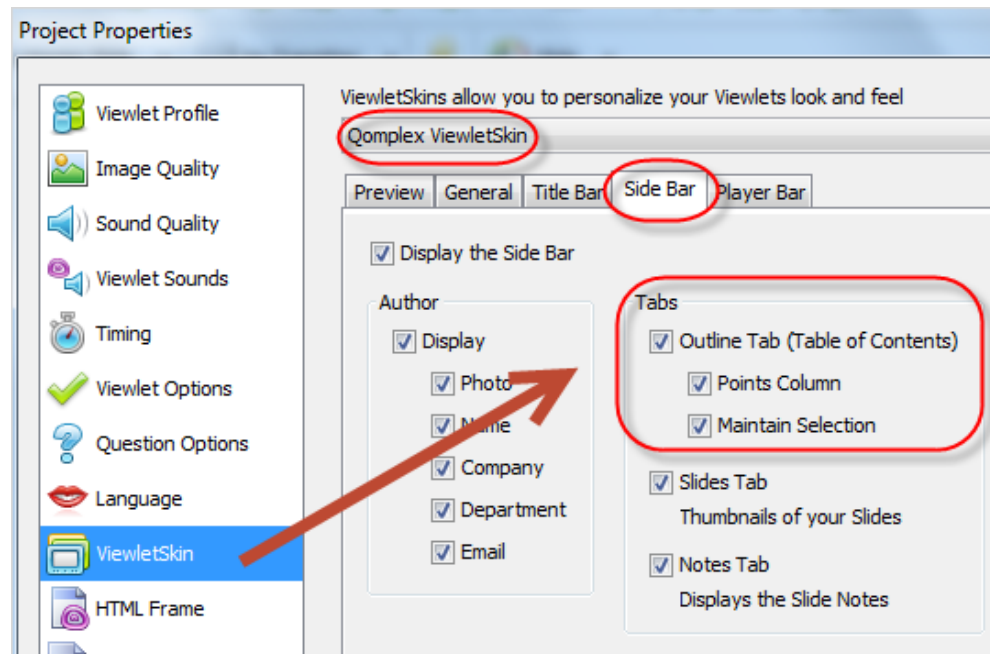 Project Properties
Viewlet Profile
Image Quality
Sound Quality
Viewlet Sounds
Timing
Viewlet Options
Question Options
Language
ViewletSkin
HTML Frame
ViewletSkins allow you to personalize your Viewlets look and feel
Qomplex ViewletSkin
Preview General Title Bar Side Bar Player Bar
Display the Side Bar
Author
Display
Photo
Name
Company
Department
Email
Tabs
Outline Tab (Table of Contents)
Points Column
Maintain Selection
Slides Tab
Thumbnails of your Slides
Notes Tab
Displays the Slide Notes